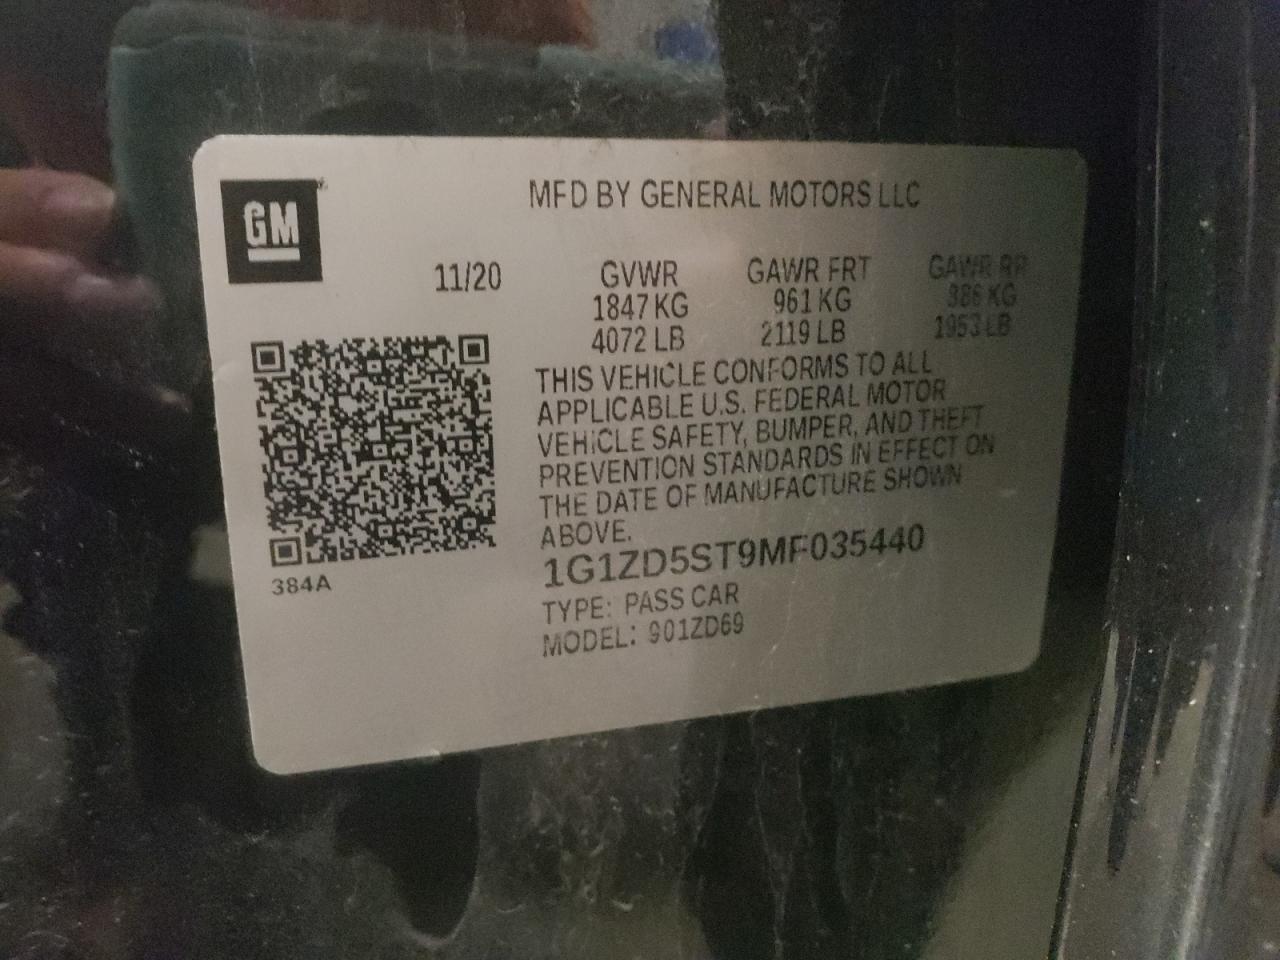 GM
MFD BY GENERAL MOTORS LLC
11/20 GVWR GAWR FRT GAWR RR
1847 KG 961 KG 886 KG
4072 LB 2119 LB 1953 LB
THIS VEHICLE CONFORMS TO ALL
APPLICABLE U.S. FEDERAL MOTOR
VEHICLE SAFETY, BUMPER, AND THEFT
PREVENTION STANDARDS IN EFFECT ON
THE DATE OF MANUFACTURE SHOWN
ABOVE.
1G1ZD5ST9MF035440
384A
TYPE: PASS CAR
MODEL: 901ZD69